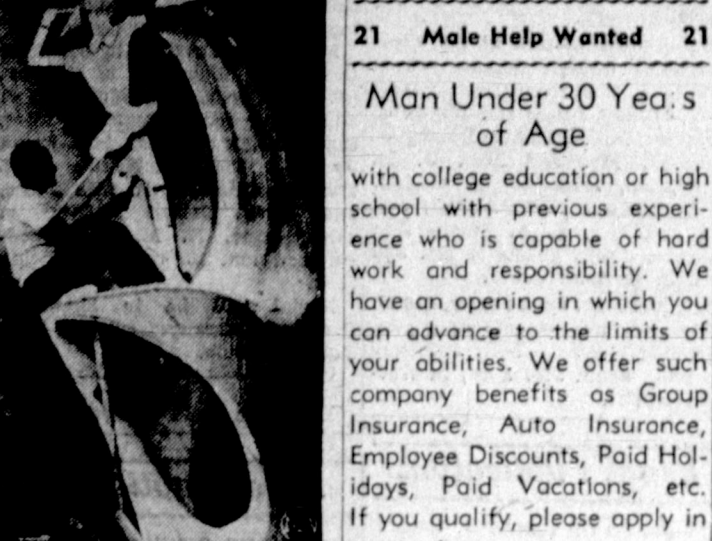 21 Male Help Wanted 21
Man Under 30 Years
of Age
with college education or high
school with previous experi-
ence who is capable of hard
work and responsibility. We
have an opening in which you
can advance to the limits of
your abilities. We offer such
company benefits as Group
Insurance, Auto Insurance,
Employee Discounts, Paid Hol-
idays, Paid Vacations, etc.
If you qualify, please apply in